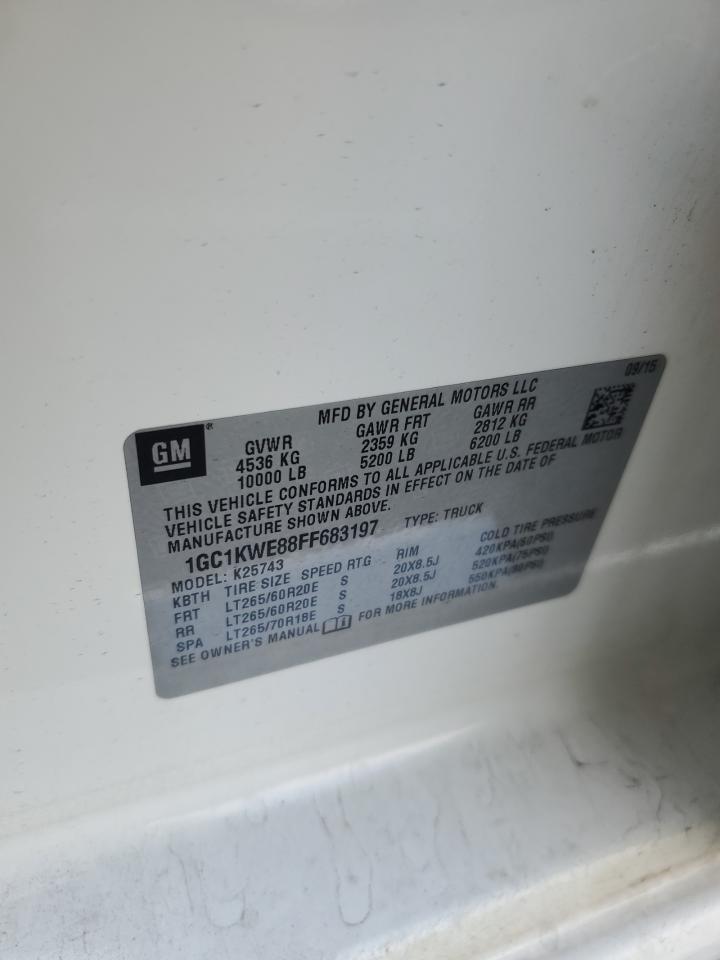 09/15
MFD BY GENERAL MOTORS LLC
GM®
GVWR GAWR FRT GAWR RR
4536 KG 2359 KG 2812 KG
10000 LB 5200 LB 6200 LB
THIS VEHICLE CONFORMS TO ALL APPLICABLE U.S. FEDERAL MOTOR
VEHICLE SAFETY STANDARDS IN EFFECT ON THE DATE OF
MANUFACTURE SHOWN ABOVE.
1GC1KWE88FF683197 TYPE: TRUCK
MODEL: K25743
KBTH TIRE SIZE SPEED RTG RIM COLD TIRE PRESSURE
FRT LT265/60R20E S 20X8.5J 420KPA(60PSI)
RR LT265/60R20E S 20X8.5J 520KPA(75PSI)
SPA LT265/70R18E S 18X8J 550KPA(80PSI)
SEE OWNER'S MANUAL FOR MORE INFORMATION.